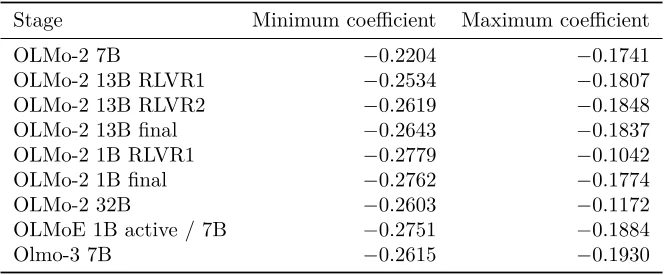 Stage Minimum coefficient Maximum coefficient
OLMo-2 7B −0.2204 −0.1741
OLMo-2 13B RLVR1 −0.2534 −0.1807
OLMo-2 13B RLVR2 −0.2619 −0.1848
OLMo-2 13B final −0.2643 −0.1837
OLMo-2 1B RLVR1 −0.2779 −0.1042
OLMo-2 1B final −0.2762 −0.1774
OLMo-2 32B −0.2603 −0.1172
OLMoE 1B active / 7B −0.2751 −0.1884
Olmo-3 7B −0.2615 −0.1930